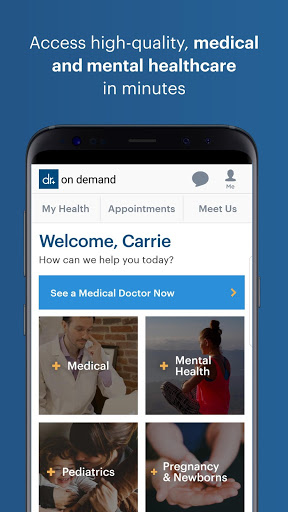 Access high-quality, medical
and mental healthcare
in minutes
dr. on demand
Me
My Health Appointments Meet Us
Welcome, Carrie
How can we help you today?
See a Medical Doctor Now
+ Medical
+ Mental
Health
+ Pediatrics
+ Pregnancy
& Newborns